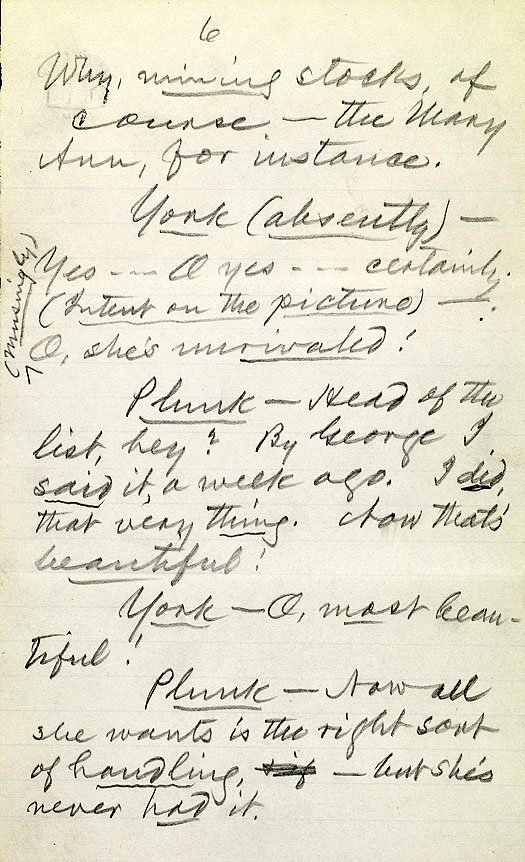 6
Why, mining stocks, of
course — the Mary
Ann, for instance.
York (absently) —
Yes --- O yes --- certainly.
(Intent on the picture) —
(musingly)
O, she's unrivaled!
Plunk — Head of the
list, hey? By George I
said it, a week ago. I did,
that very thing. Now that's
beautiful!
York — O, most beau-
tiful!
Plunk — Now all
she wants is the right sort
of handling, — but she's
never had it.